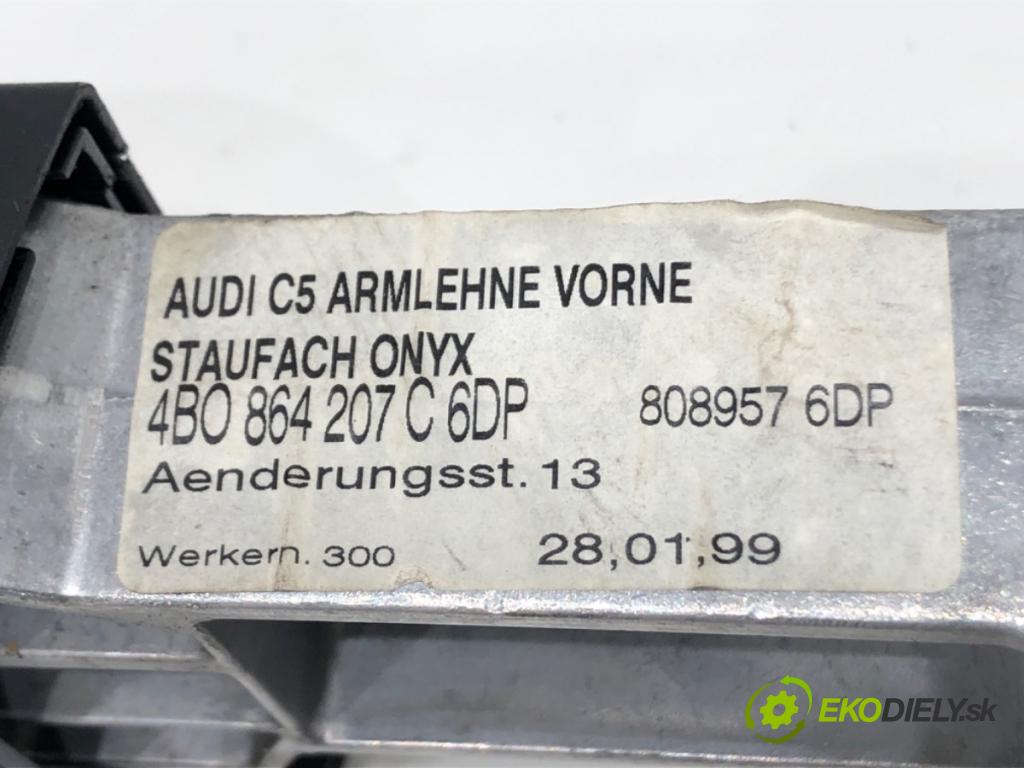 AUDI C5 ARMLEHNE VORNE
STAUFACH ONYX
4BO 864 207 C 6DP 808957 6DP
Aenderungsst. 13
Werkern. 300 28,01,99
EKODIELY.sk